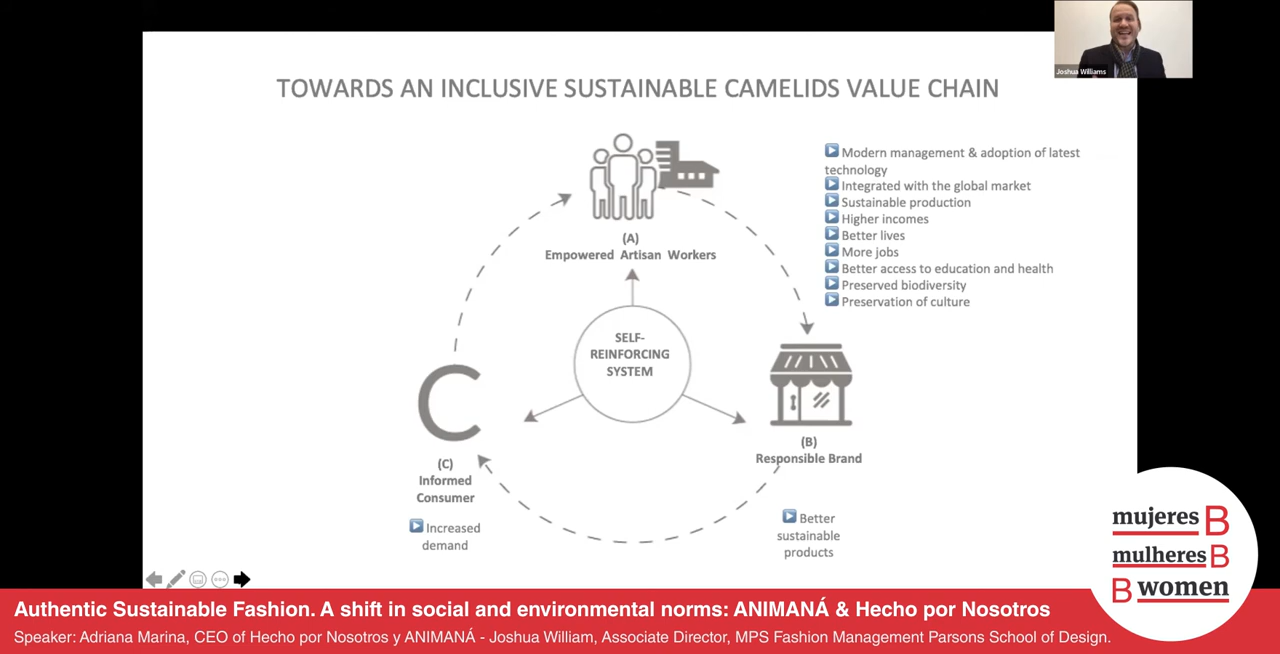 Joshua Williams
TOWARDS AN INCLUSIVE SUSTAINABLE CAMELIDS VALUE CHAIN
(A)
Empowered Artisan Workers
Modern management & adoption of latest
technology
Integrated with the global market
Sustainable production
Higher incomes
Better lives
More jobs
Better access to education and health
Preserved biodiversity
Preservation of culture
SELF-
REINFORCING
SYSTEM
C
(B)
Responsible Brand
(C)
Informed
Consumer
Increased
demand
Better
sustainable
products
mujeres B
mulheres B
B women
Authentic Sustainable Fashion. A shift in social and environmental norms: ANIMANÁ & Hecho por Nosotros
Speaker: Adriana Marina, CEO of Hecho por Nosotros y ANIMANÁ - Joshua William, Associate Director, MPS Fashion Management Parsons School of Design.